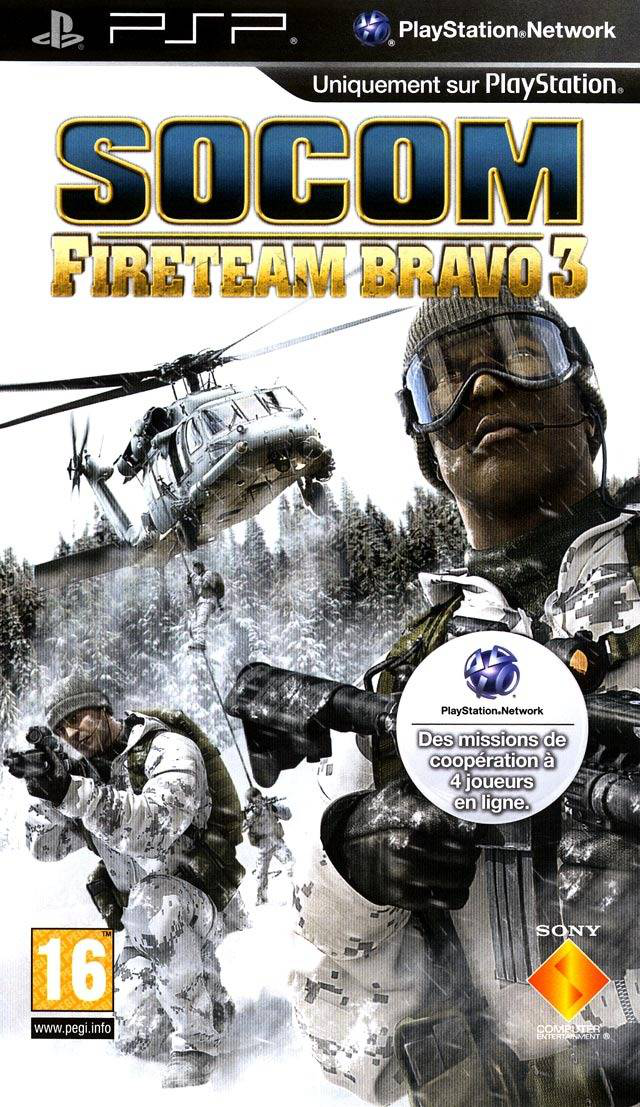 PSP®
PlayStation®Network
Uniquement sur PlayStation®
SOCOM
FIRETEAM BRAVO 3
PlayStation®Network
Des missions de
coopération à
4 joueurs
en ligne.
16
TM
www.pegi.info
SONY
COMPUTER
ENTERTAINMENT ®